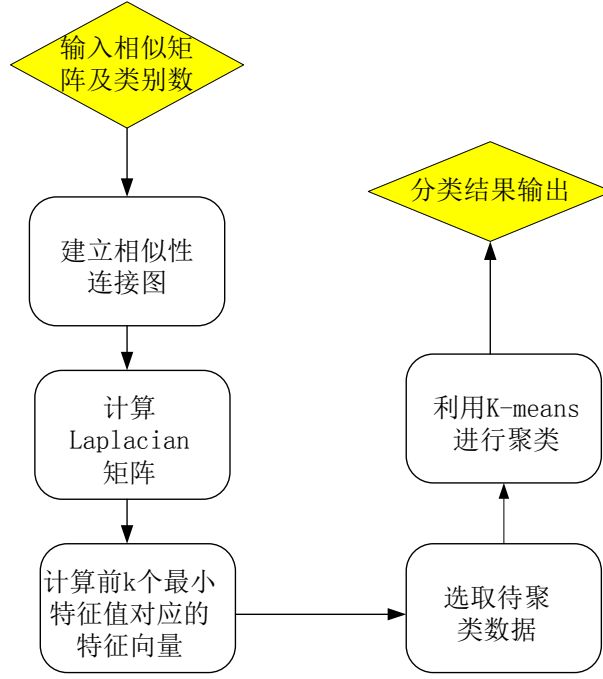 输入相似矩
阵及类别数
建立相似性
连接图
计算
Laplacian
矩阵
计算前k个最小
特征值对应的
特征向量
选取待聚
类数据
利用K-means
进行聚类
分类结果输出